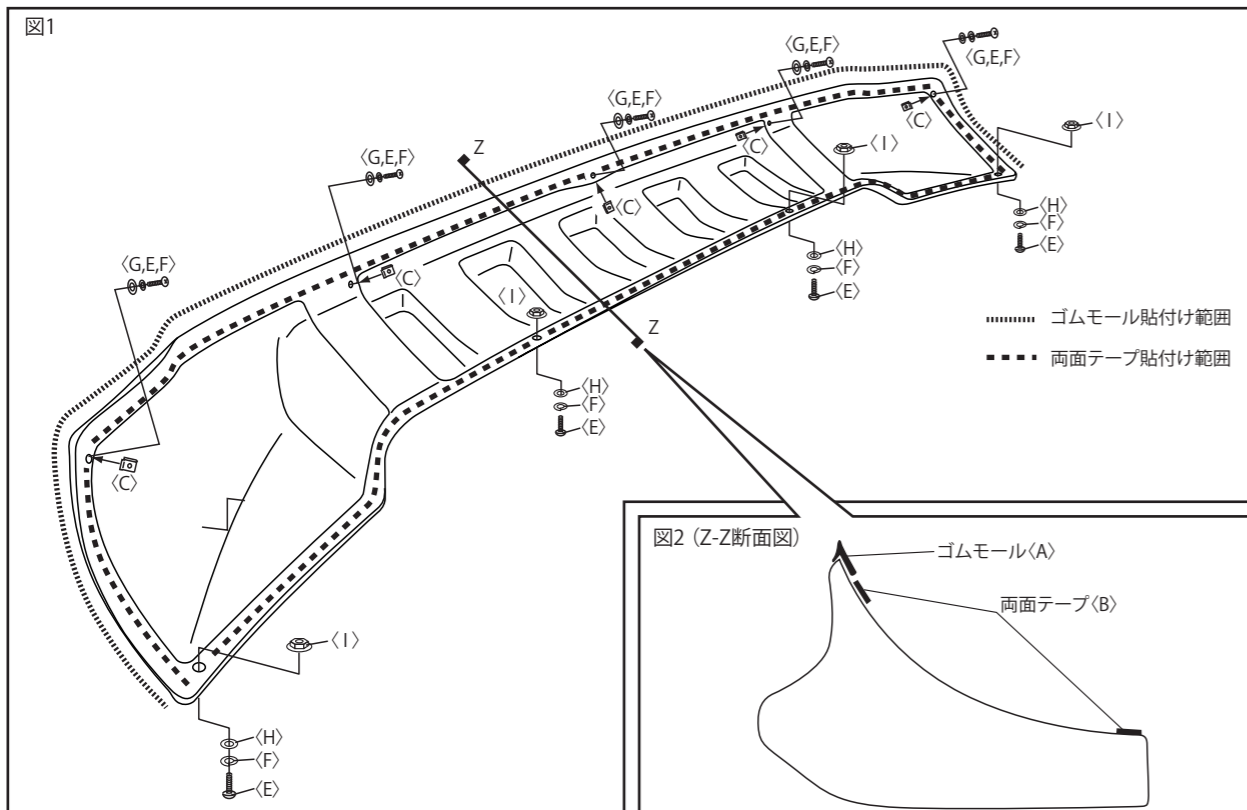 図1
〈G,E,F〉
〈G,E,F〉
〈C〉
〈I〉
〈G,E,F〉
〈C〉
〈I〉
Z
〈G,E,F〉
〈C〉
〈H〉
〈F〉
〈E〉
〈H〉
〈F〉
〈E〉
〈G,E,F〉
〈C〉
〈I〉
Z
ゴムモール貼付け範囲
両面テープ貼付け範囲
〈H〉
〈F〉
〈E〉
〈C〉
〈I〉
〈H〉
〈F〉
〈E〉
図2（Z-Z断面図）
ゴムモール〈A〉
両面テープ〈B〉